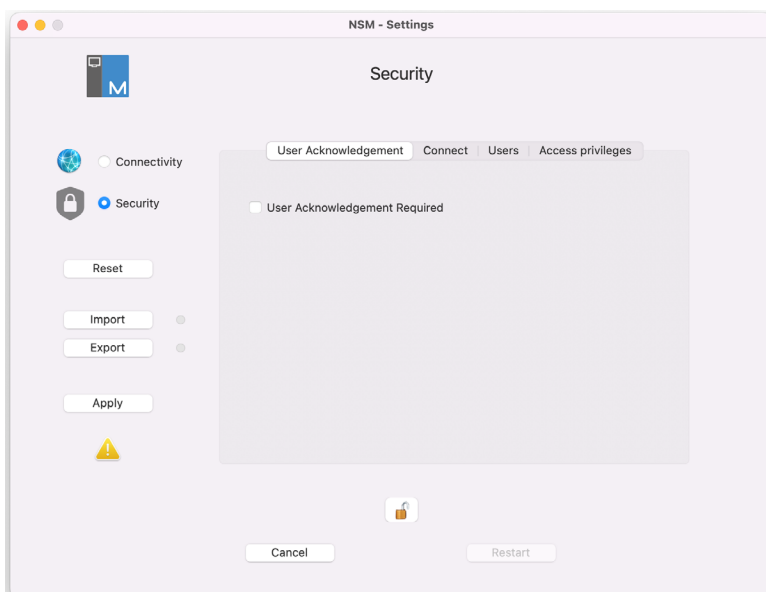 NSM - Settings
M
Security
User Acknowledgement Connect Users Access privileges
Connectivity
Security
User Acknowledgement Required
Reset
Import
Export
Apply
Cancel Restart